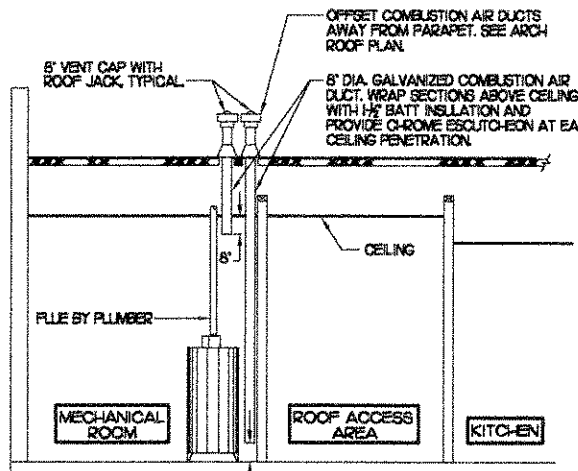 OFFSET COMBUSTION AIR DUCTS
AWAY FROM PARAPET. SEE ARCH
ROOF PLAN.
8" VENT CAP WITH
ROOF JACK, TYPICAL.
8" DIA. GALVANIZED COMBUSTION AIR
DUCT. WRAP SECTIONS ABOVE CEILING
WITH 1½" BATT INSULATION AND
PROVIDE CHROME ESCUTCHEON AT EA
CEILING PENETRATION.
CEILING
8"
FLUE BY PLUMBER
MECHANICAL
ROOM
ROOF ACCESS
AREA
KITCHEN